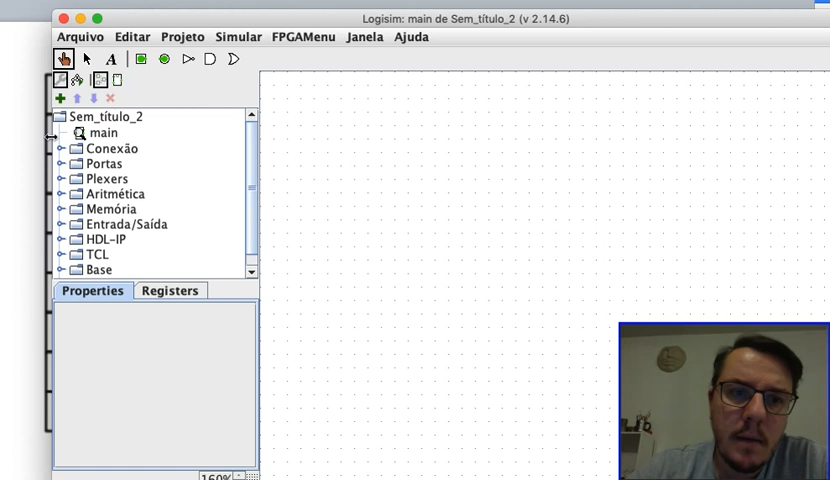 Logisim: main de Sem_título_2 (v 2.14.6)
Arquivo Editar Projeto Simular FPGAMenu Janela Ajuda
A
Sem_título_2
main
Conexão
Portas
Plexers
Aritmética
Memória
Entrada/Saída
HDL-IP
TCL
Base
Properties Registers
160%